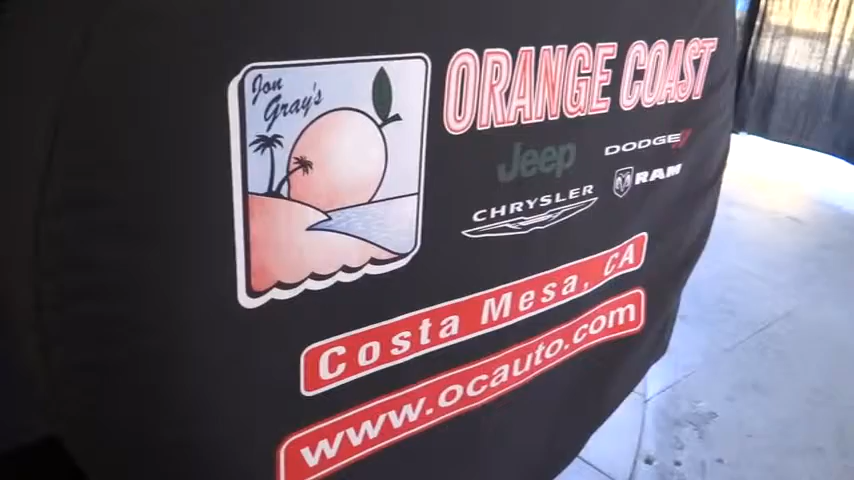 Jon
Gray's
ORANGE COAST
Jeep
DODGE
CHRYSLER
RAM
Costa Mesa, CA
www.ocauto.com